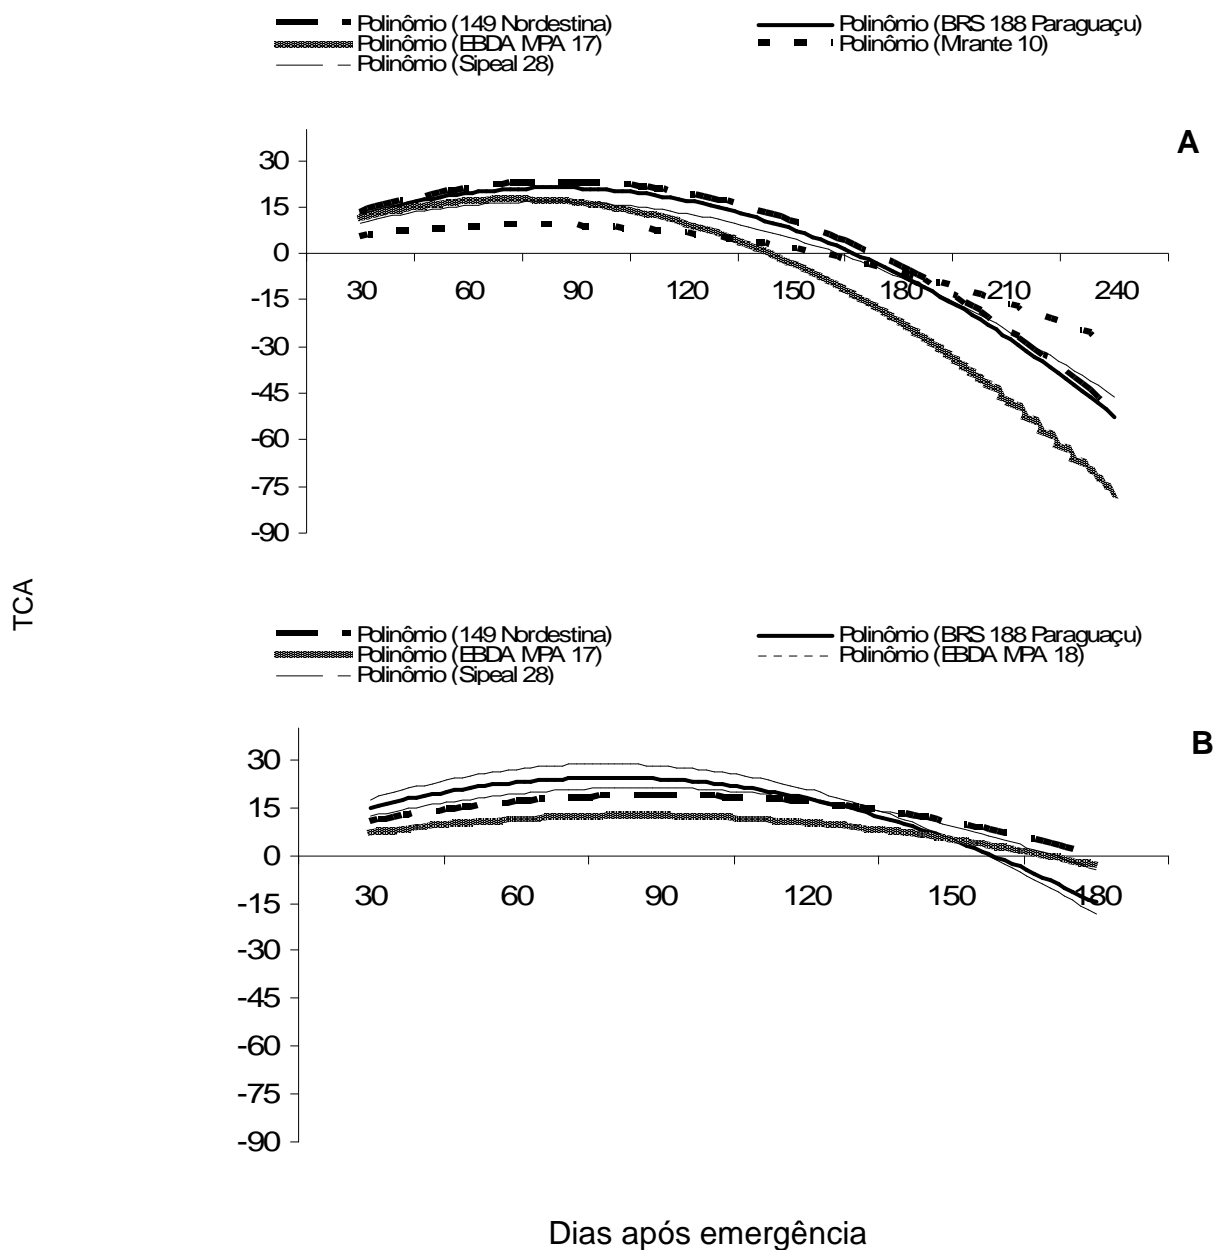 Polinômio (149 Nordestina) Polinômio (BRS 188 Paraguaçu)
Polinômio (EBDA MPA 17) Polinômio (Mrante 10)
Polinômio (Sipeal 28)
A
30
15
0
-15
-30
-45
-60
-75
-90
30 60 90 120 150 180 210 240
TCA
Polinômio (149 Nordestina) Polinômio (BRS 188 Paraguaçu)
Polinômio (EBDA MPA 17) Polinômio (EBDA MPA 18)
Polinômio (Sipeal 28)
B
30
15
0
-15
-30
-45
-60
-75
-90
30 60 90 120 150 180
Dias após emergência